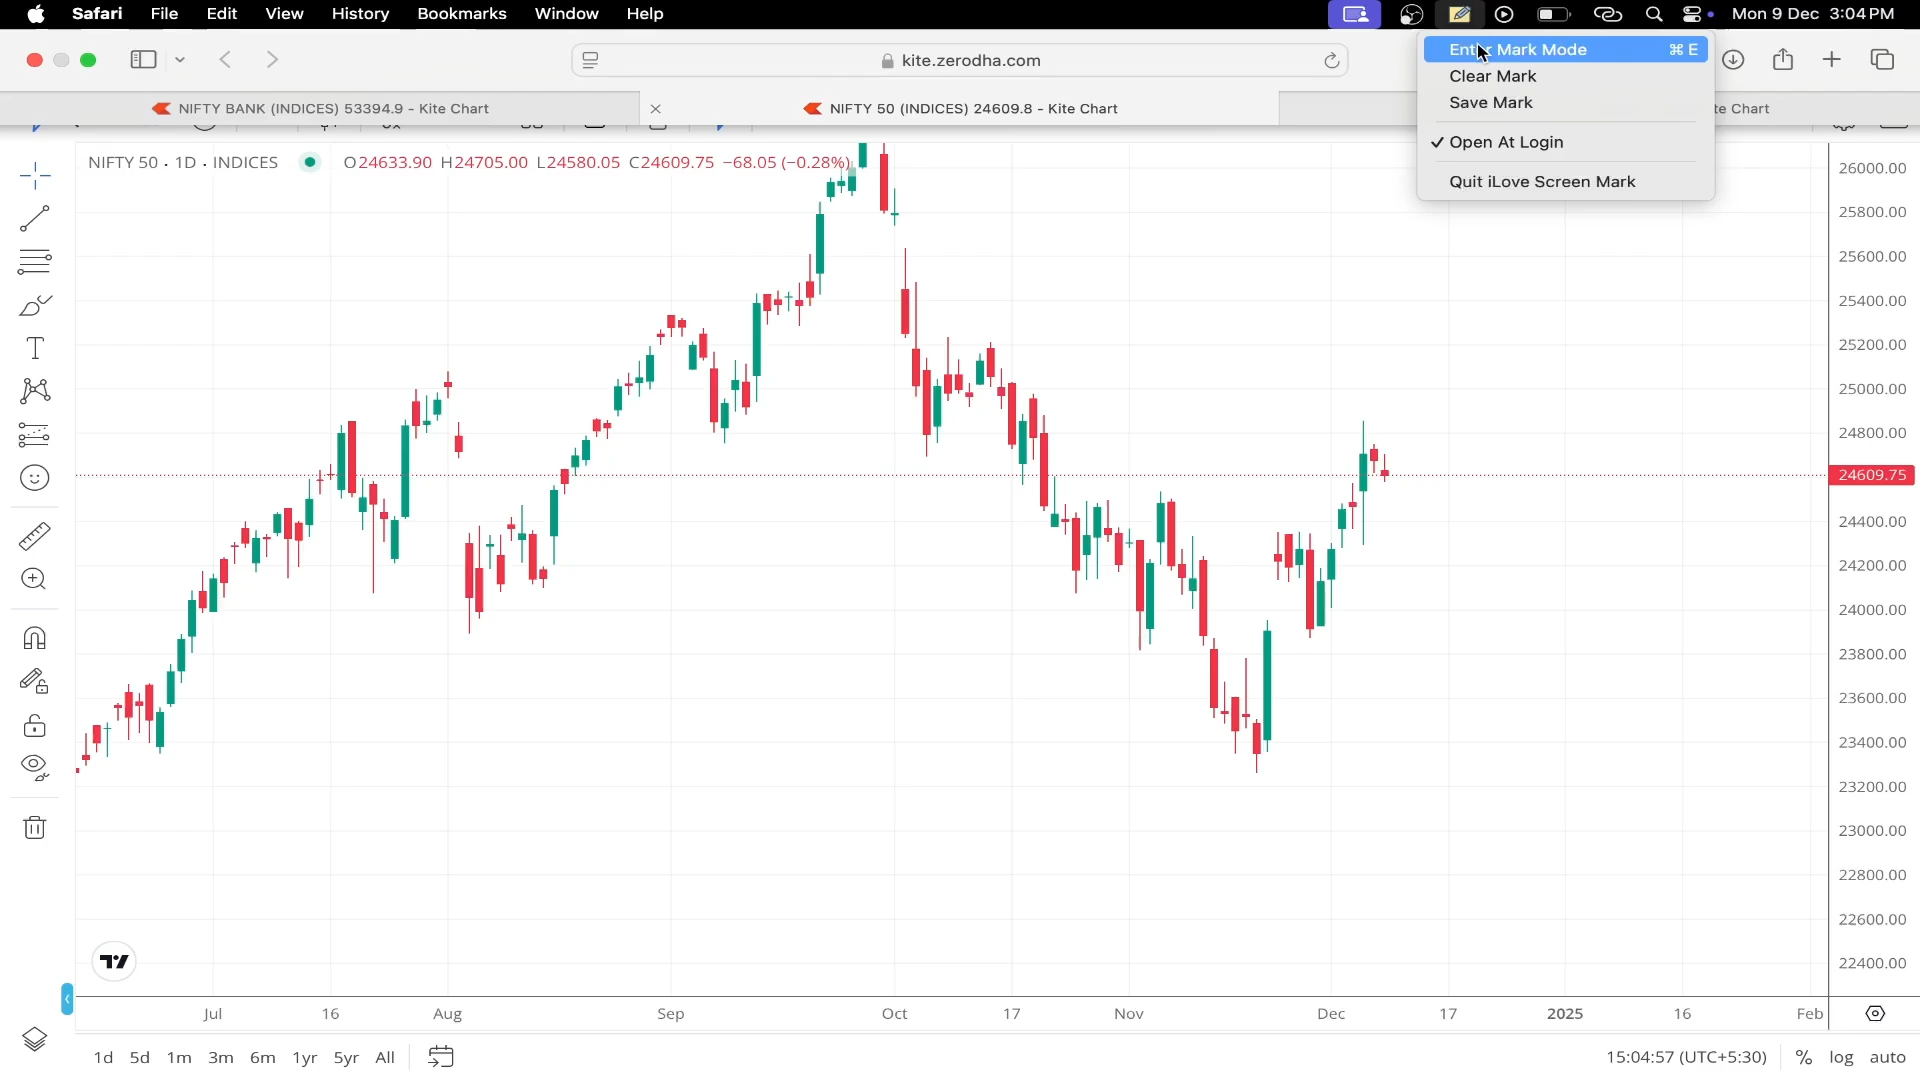 Safari File Edit View History Bookmarks Window Help Mon 9 Dec 3:04 PM
kite.zerodha.com
Mark Mode ⌘ E
Clear Mark
Save Mark
✓ Open At Login
Quit iLove Screen Mark
NIFTY BANK (INDICES) 53394.9 - Kite Chart
NIFTY 50 (INDICES) 24609.8 - Kite Chart
Chart
NIFTY 50 · 1D · INDICES O24633.90 H24705.00 L24580.05 C24609.75 −68.05 (−0.28%)
26000.00
25800.00
25600.00
25400.00
25200.00
25000.00
24800.00
24609.75
24400.00
24200.00
24000.00
23800.00
23600.00
23400.00
23200.00
23000.00
22800.00
22600.00
22400.00
Jul 16 Aug Sep Oct 17 Nov Dec 17 2025 16 Feb
1d 5d 1m 3m 6m 1yr 5yr All 15:04:57 (UTC+5:30) % log auto